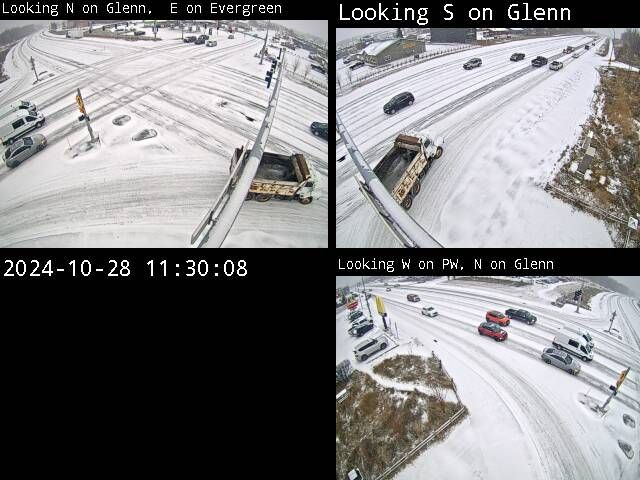 Looking N on Glenn,  E on Evergreen
Looking S on Glenn
2024-10-28 11:30:08
Looking W on PW, N on Glenn